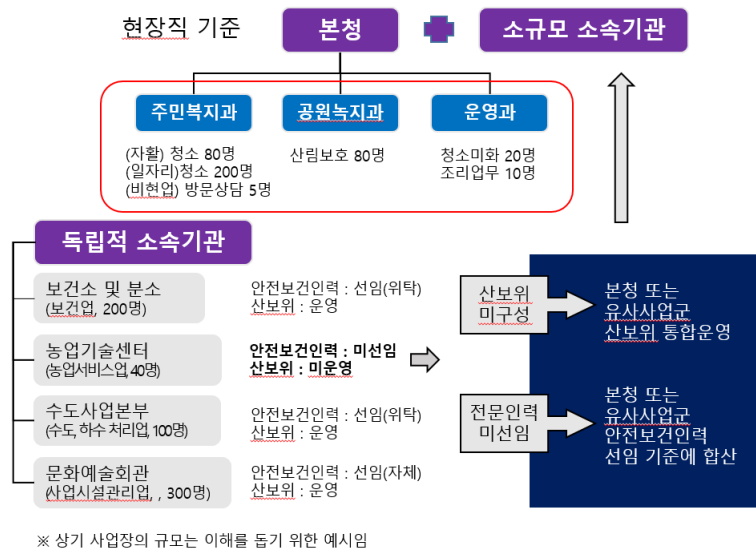 현장직 기준
본청
소규모 소속기관
주민복지과
공원녹지과
운영과
(자활) 청소 80명
(일자리)청소 200명
(비현업) 방문상담 5명
산림보호 80명
청소미화 20명
조리업무 10명
독립적 소속기관
보건소 및 분소
(보건업, 200명)
안전보건인력 : 선임(위탁)
산보위 : 운영
농업기술센터
(농업서비스업, 40명)
안전보건인력 : 미선임
산보위 : 미운영
수도사업본부
(수도, 하수 처리업, 100명)
안전보건인력 : 선임(위탁)
산보위 : 운영
문화예술회관
(사업시설관리업, , 300명)
안전보건인력 : 선임(자체)
산보위 : 운영
산보위
미구성
본청 또는
유사사업군
산보위 통합운영
전문인력
미선임
본청 또는
유사사업군
안전보건인력
선임 기준에 합산
※ 상기 사업장의 규모는 이해를 돕기 위한 예시임